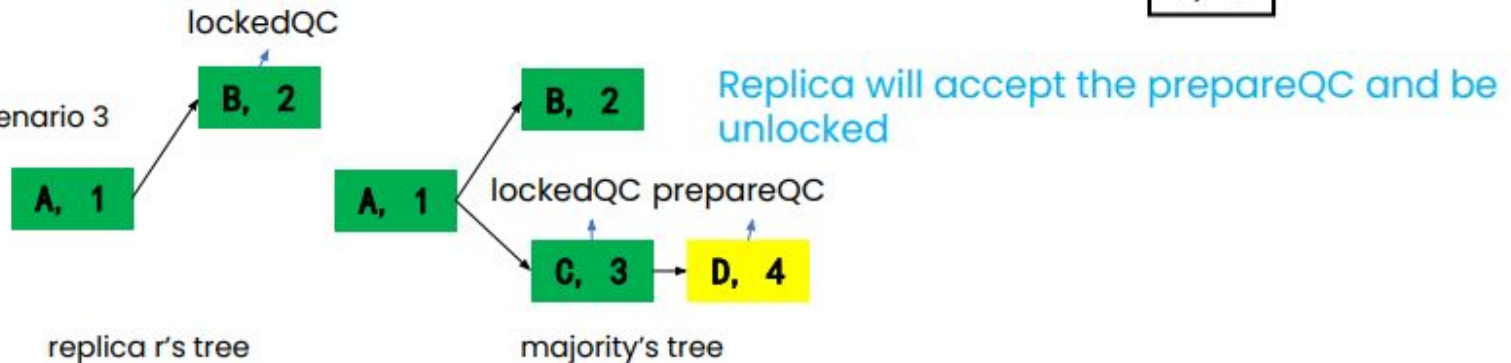 lockedQC
B, 2
enario 3
A, 1
B, 2
Replica will accept the prepareQC and be
unlocked
A, 1
lockedQC prepareQC
C, 3
D, 4
replica r's tree
majority's tree